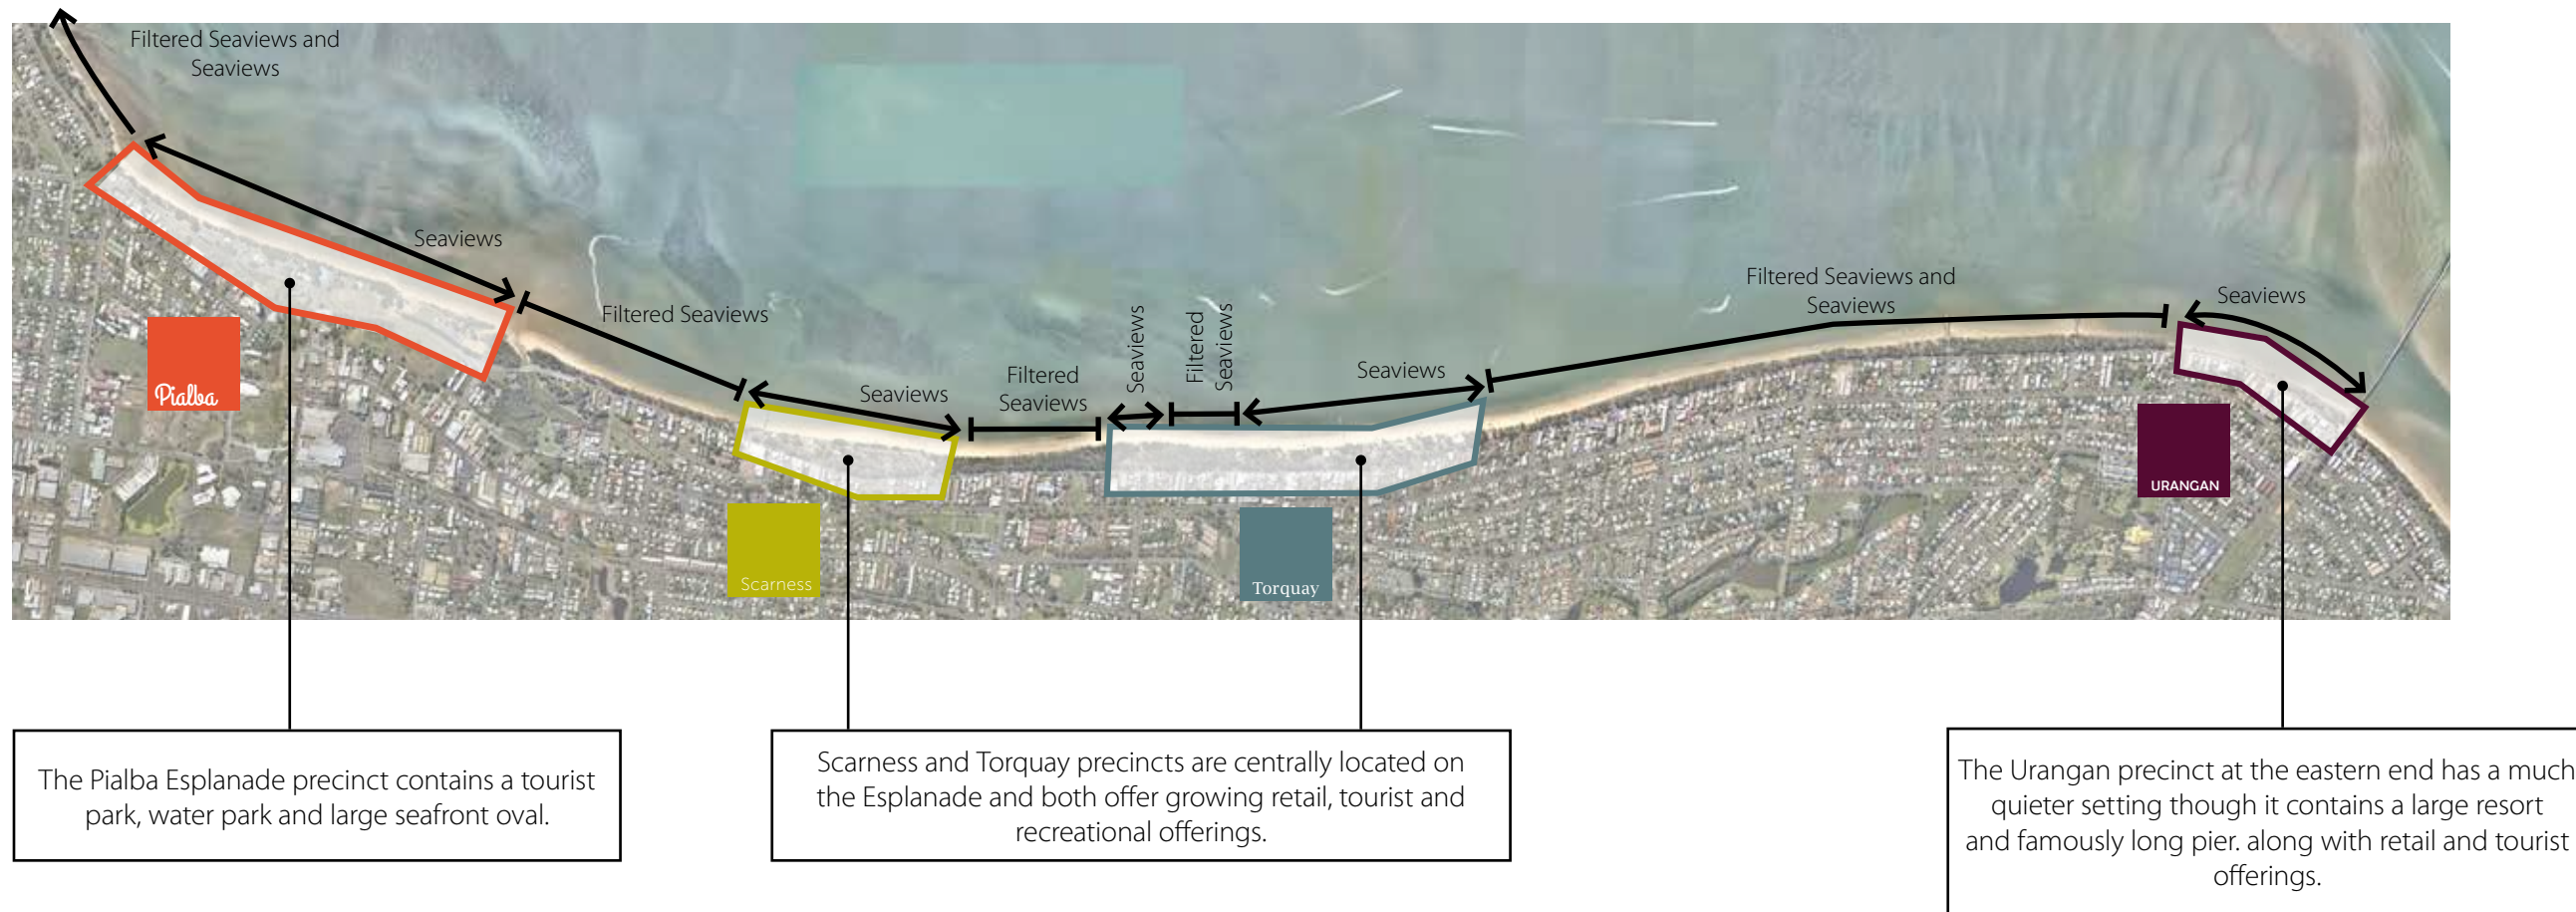 Filtered Seaviews and
Seaviews
Seaviews
Filtered Seaviews
Seaviews
Filtered
Seaviews
Seaviews
Filtered
Seaviews
Seaviews
Filtered Seaviews and
Seaviews
Seaviews
Pialba
Scarness
Torquay
URANGAN
The Pialba Esplanade precinct contains a tourist
park, water park and large seafront oval.
Scarness and Torquay precincts are centrally located on
the Esplanade and both offer growing retail, tourist and
recreational offerings.
The Urangan precinct at the eastern end has a much
quieter setting though it contains a large resort
and famously long pier. along with retail and tourist
offerings.